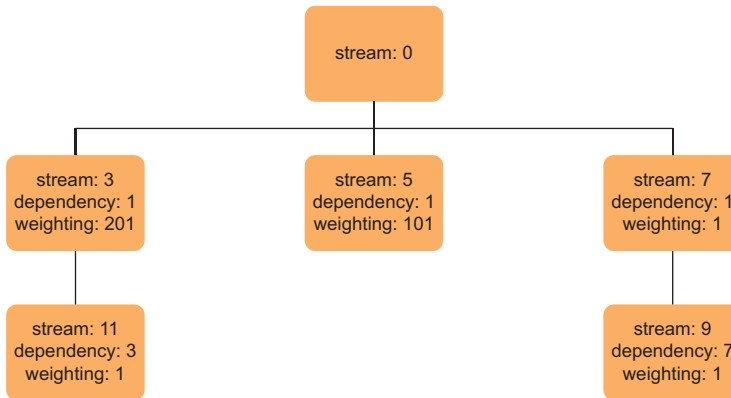 stream: 0
stream: 3
dependency: 1
weighting: 201
stream: 5
dependency: 1
weighting: 101
stream: 7
dependency: 1
weighting: 1
stream: 11
dependency: 3
weighting: 1
stream: 9
dependency: 7
weighting: 1